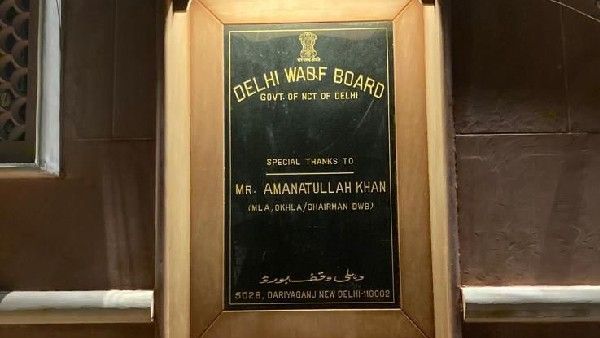 DELHI WAQF BOARD
GOVT. OF NCT OF DELHI
SPECIAL THANKS TO
MR. AMANATULLAH KHAN
(MLA, OKHLA/CHAIRMAN DWB)
دہلی وقف بورڈ
5028, DARIYAGANJ NEW DELHI-110002